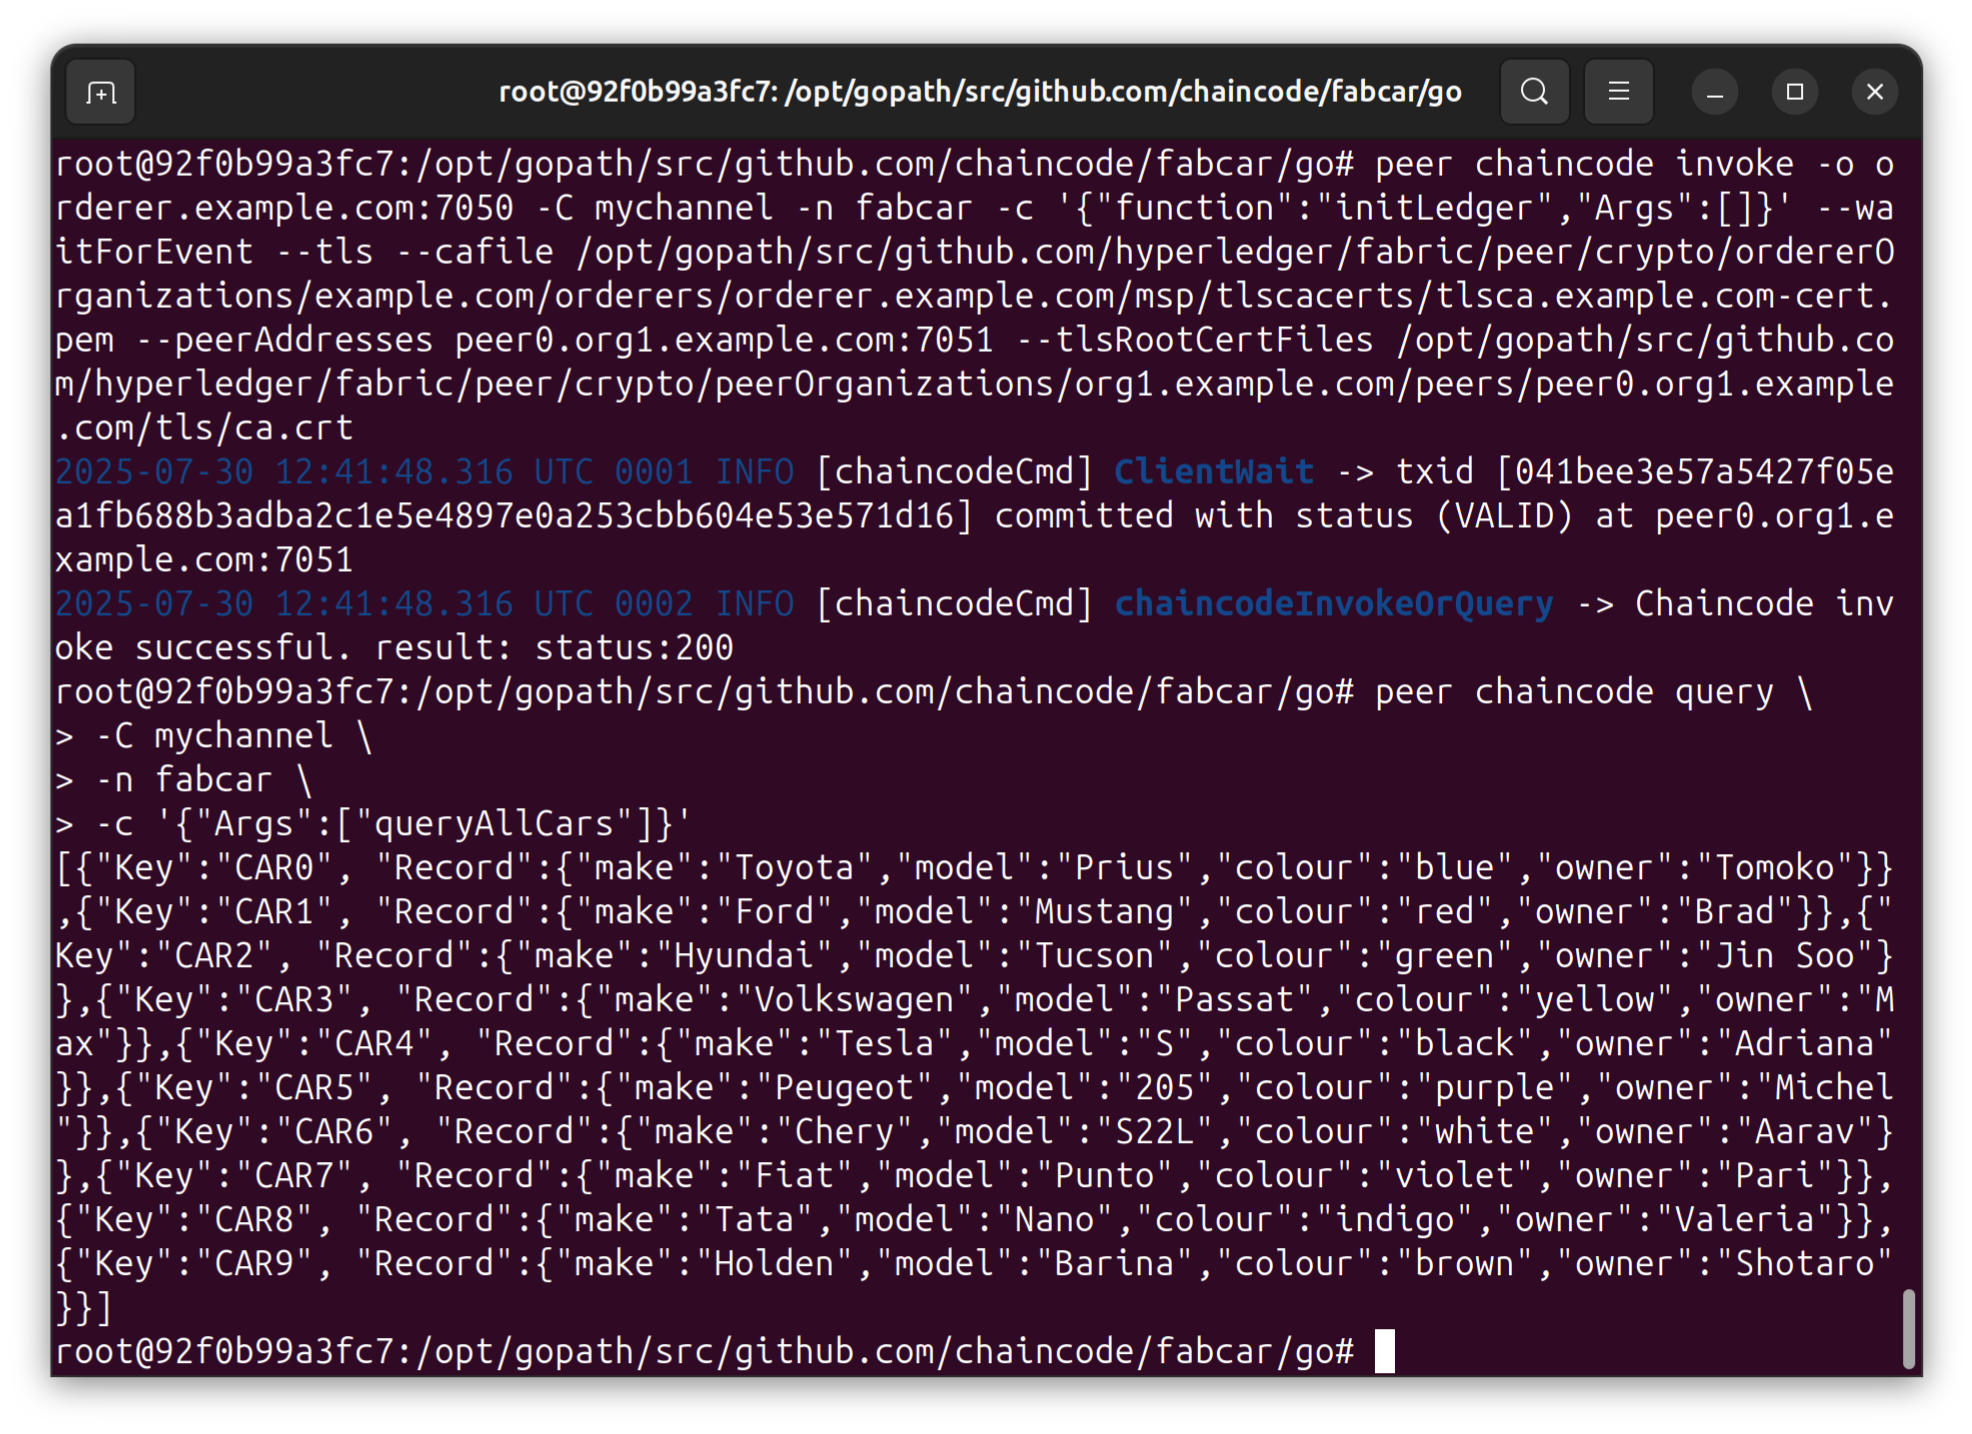 root@92f0b99a3fc7: /opt/gopath/src/github.com/chaincode/fabcar/go
root@92f0b99a3fc7:/opt/gopath/src/github.com/chaincode/fabcar/go# peer chaincode invoke -o o
rderer.example.com:7050 -C mychannel -n fabcar -c '{"function":"initLedger","Args":[]}' --wa
itForEvent --tls --cafile /opt/gopath/src/github.com/hyperledger/fabric/peer/crypto/ordererO
rganizations/example.com/orderers/orderer.example.com/msp/tlscacerts/tlsca.example.com-cert.
pem --peerAddresses peer0.org1.example.com:7051 --tlsRootCertFiles /opt/gopath/src/github.co
m/hyperledger/fabric/peer/crypto/peerOrganizations/org1.example.com/peers/peer0.org1.example
.com/tls/ca.crt
2025-07-30 12:41:48.316 UTC 0001 INFO [chaincodeCmd] ClientWait -> txid [041bee3e57a5427f05e
a1fb688b3adba2c1e5e4897e0a253cbb604e53e571d16] committed with status (VALID) at peer0.org1.e
xample.com:7051
2025-07-30 12:41:48.316 UTC 0002 INFO [chaincodeCmd] chaincodeInvokeOrQuery -> Chaincode inv
oke successful. result: status:200
root@92f0b99a3fc7:/opt/gopath/src/github.com/chaincode/fabcar/go# peer chaincode query \
> -C mychannel \
> -n fabcar \
> -c '{"Args":["queryAllCars"]}'
[{"Key":"CAR0", "Record":{"make":"Toyota","model":"Prius","colour":"blue","owner":"Tomoko"}}
,{"Key":"CAR1", "Record":{"make":"Ford","model":"Mustang","colour":"red","owner":"Brad"}},{"
Key":"CAR2", "Record":{"make":"Hyundai","model":"Tucson","colour":"green","owner":"Jin Soo"}
},{"Key":"CAR3", "Record":{"make":"Volkswagen","model":"Passat","colour":"yellow","owner":"M
ax"}},{"Key":"CAR4", "Record":{"make":"Tesla","model":"S","colour":"black","owner":"Adriana"
}},{"Key":"CAR5", "Record":{"make":"Peugeot","model":"205","colour":"purple","owner":"Michel
"}},{"Key":"CAR6", "Record":{"make":"Chery","model":"S22L","colour":"white","owner":"Aarav"}
},{"Key":"CAR7", "Record":{"make":"Fiat","model":"Punto","colour":"violet","owner":"Pari"}},
{"Key":"CAR8", "Record":{"make":"Tata","model":"Nano","colour":"indigo","owner":"Valeria"}},
{"Key":"CAR9", "Record":{"make":"Holden","model":"Barina","colour":"brown","owner":"Shotaro"
}}]
root@92f0b99a3fc7:/opt/gopath/src/github.com/chaincode/fabcar/go#